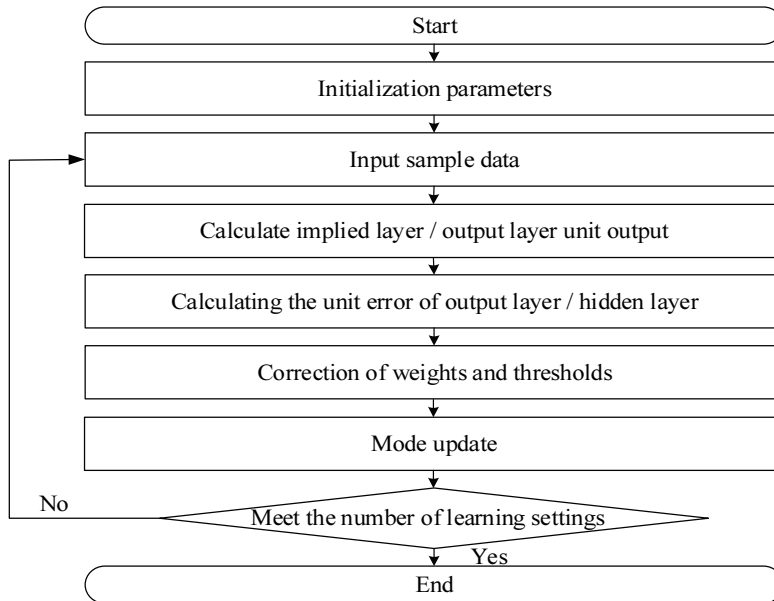 Start
Initialization parameters
Input sample data
Calculate implied layer / output layer unit output
Calculating the unit error of output layer / hidden layer
Correction of weights and thresholds
Mode update
No
Meet the number of learning settings
Yes
End